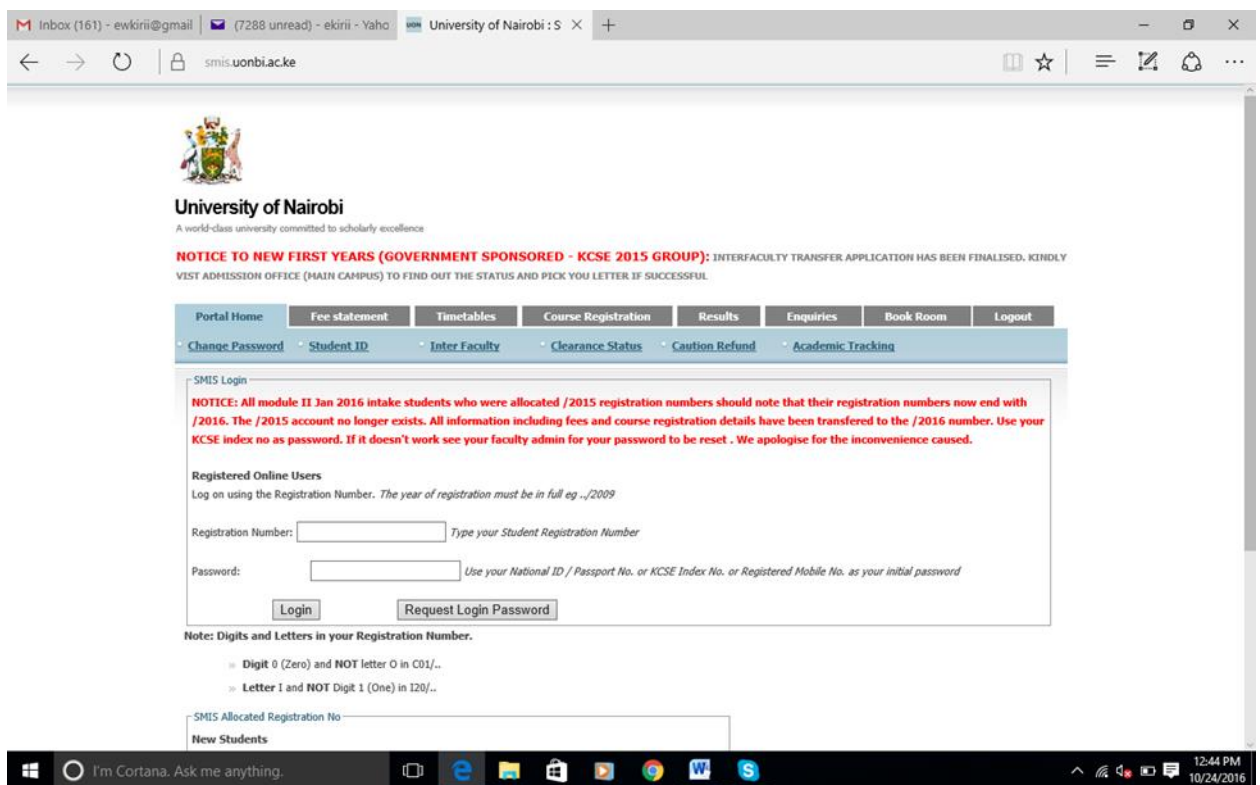 Inbox (161) - ewkirii@gmail
(7288 unread) - ekirii - Yaho
UON University of Nairobi : S
smis.uonbi.ac.ke
University of Nairobi
A world-class university committed to scholarly excellence
NOTICE TO NEW FIRST YEARS (GOVERNMENT SPONSORED - KCSE 2015 GROUP): INTERFACULTY TRANSFER APPLICATION HAS BEEN FINALISED. KINDLY
VIST ADMISSION OFFICE (MAIN CAMPUS) TO FIND OUT THE STATUS AND PICK YOU LETTER IF SUCCESSFUL
Portal Home Fee statement Timetables Course Registration Results Enquiries Book Room Logout
Change Password Student ID Inter Faculty Clearance Status Caution Refund Academic Tracking
SMIS Login
NOTICE: All module II Jan 2016 intake students who were allocated /2015 registration numbers should note that their registration numbers now end with
/2016. The /2015 account no longer exists. All information including fees and course registration details have been transfered to the /2016 number. Use your
KCSE index no as password. If it doesn't work see your faculty admin for your password to be reset . We apologise for the inconvenience caused.
Registered Online Users
Log on using the Registration Number. The year of registration must be in full eg ../2009
Registration Number: Type your Student Registration Number
Password: Use your National ID / Passport No. or KCSE Index No. or Registered Mobile No. as your initial password
Login Request Login Password
Note: Digits and Letters in your Registration Number.
» Digit 0 (Zero) and NOT letter O in C01/..
» Letter I and NOT Digit 1 (One) in I20/..
SMIS Allocated Registration No
New Students
I'm Cortana. Ask me anything.
12:44 PM
10/24/2016